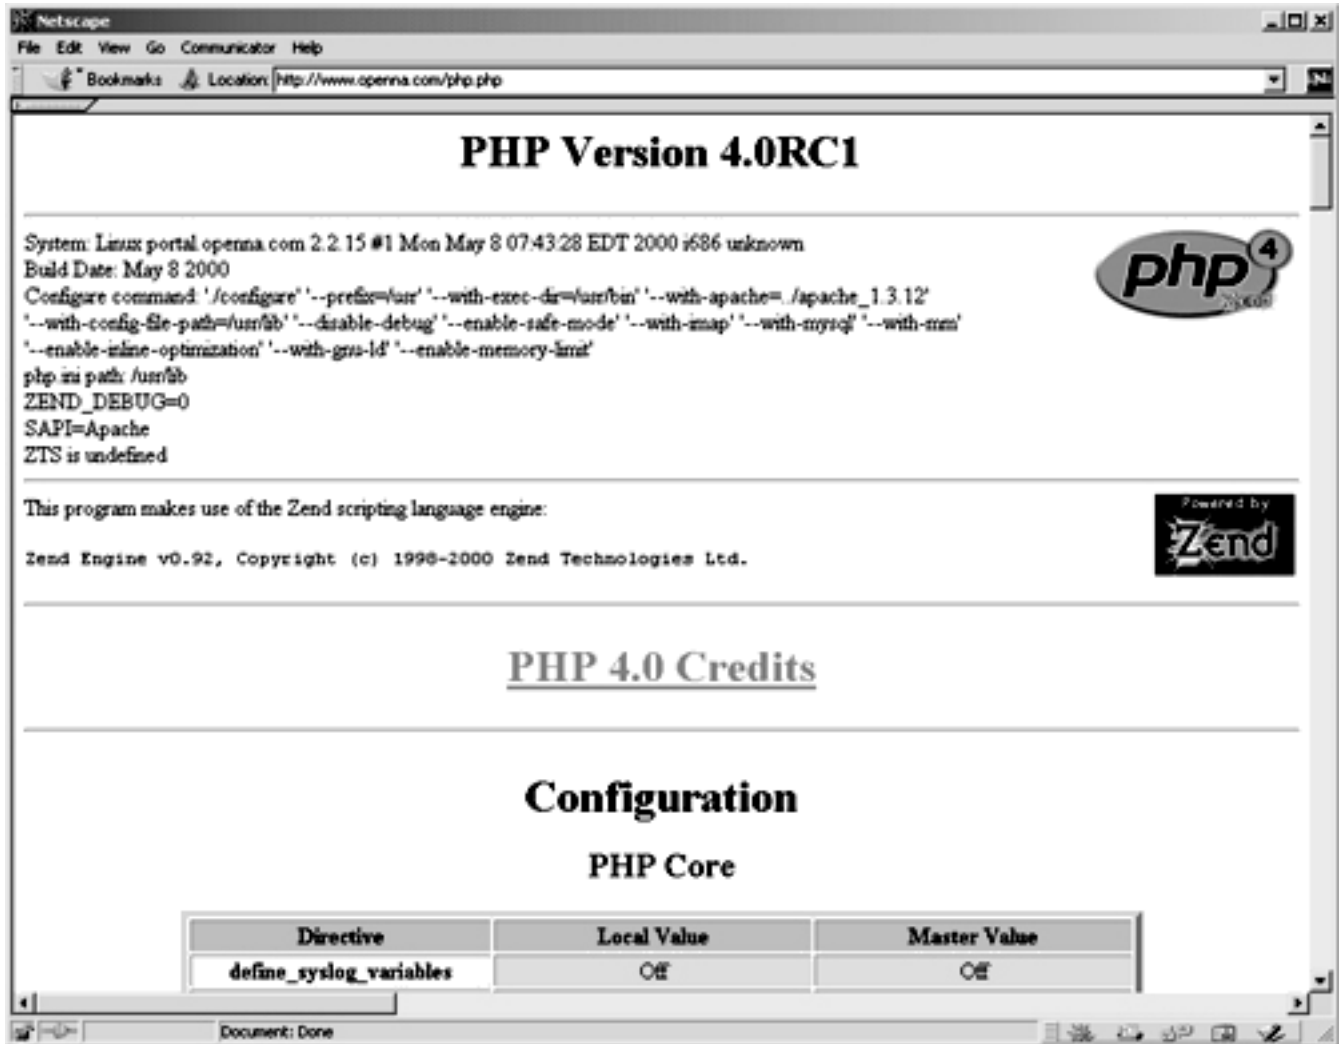 Netscape
File Edit View Go Communicator Help
Bookmarks Location: http://www.openna.com/php.php N
PHP Version 4.0RC1
System: Linux portal.openna.com 2.2.15 #1 Mon May 8 07:43:28 EDT 2000 i686 unknown
Build Date: May 8 2000
Configure command: './configure' '--prefix=/usr' '--with-exec-dir=/usr/bin' '--with-apache=../apache_1.3.12'
'--with-config-file-path=/usr/lib' '--disable-debug' '--enable-safe-mode' '--with-imap' '--with-mysql' '--with-mm'
'--enable-inline-optimization' '--with-gnu-ld' '--enable-memory-limit'
php.ini path: /usr/lib
ZEND_DEBUG=0
SAPI=Apache
ZTS is undefined
php 4
Zend
This program makes use of the Zend scripting language engine:
Zend Engine v0.92, Copyright (c) 1998-2000 Zend Technologies Ltd.
Powered by
Zend
PHP 4.0 Credits
Configuration
PHP Core
Directive Local Value Master Value
define_syslog_variables Off Off
Document: Done